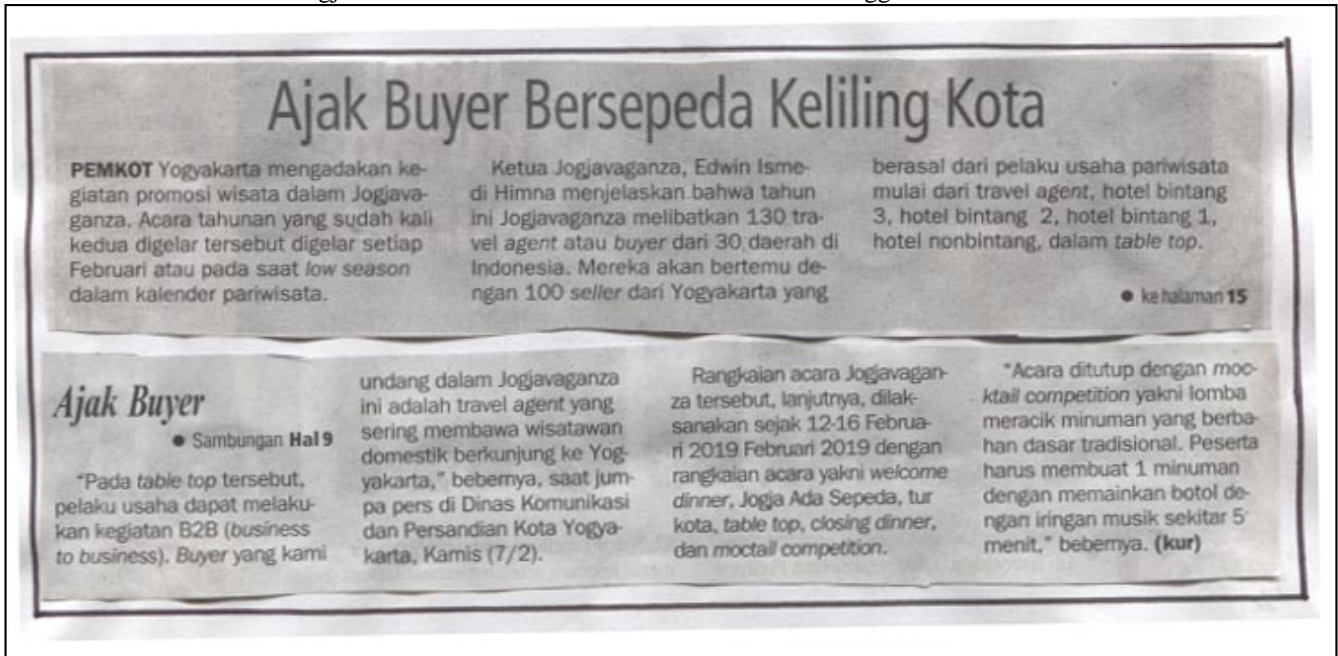 Ajak Buyer Bersepeda Keliling Kota
PEMKOT Yogyakarta mengadakan ke-
giatan promosi wisata dalam Jogjava-
ganza. Acara tahunan yang sudah kali
kedua digelar tersebut digelar setiap
Februari atau pada saat low season
dalam kalender pariwisata.
Ketua Jogjavaganza, Edwin Isme-
di Himna menjelaskan bahwa tahun
ini Jogjavaganza melibatkan 130 tra-
vel agent atau buyer dari 30 daerah di
Indonesia. Mereka akan bertemu de-
ngan 100 seller dari Yogyakarta yang
berasal dari pelaku usaha pariwisata
mulai dari travel agent, hotel bintang
3, hotel bintang 2, hotel bintang 1,
hotel nonbintang, dalam table top.
● ke halaman 15
Ajak Buyer
● Sambungan Hal 9
"Pada table top tersebut,
pelaku usaha dapat melaku-
kan kegiatan B2B (business
to business). Buyer yang kami
undang dalam Jogjavaganza
ini adalah travel agent yang
sering membawa wisatawan
domestik berkunjung ke Yog-
yakarta," bebernya, saat jum-
pa pers di Dinas Komunikasi
dan Persandian Kota Yogya-
karta, Kamis (7/2).
Rangkaian acara Jogjavagan-
za tersebut, lanjutnya, dilak-
sanakan sejak 12-16 Februa-
ri 2019 Februari 2019 dengan
rangkaian acara yakni welcome
dinner, Jogja Ada Sepeda, tur
kota, table top, closing dinner,
dan moctail competition.
"Acara ditutup dengan moc-
ktail competition yakni lomba
meracik minuman yang berba-
han dasar tradisional. Peserta
harus membuat 1 minuman
dengan memainkan botol de-
ngan iringan musik sekitar 5
menit," bebernya. (kur)